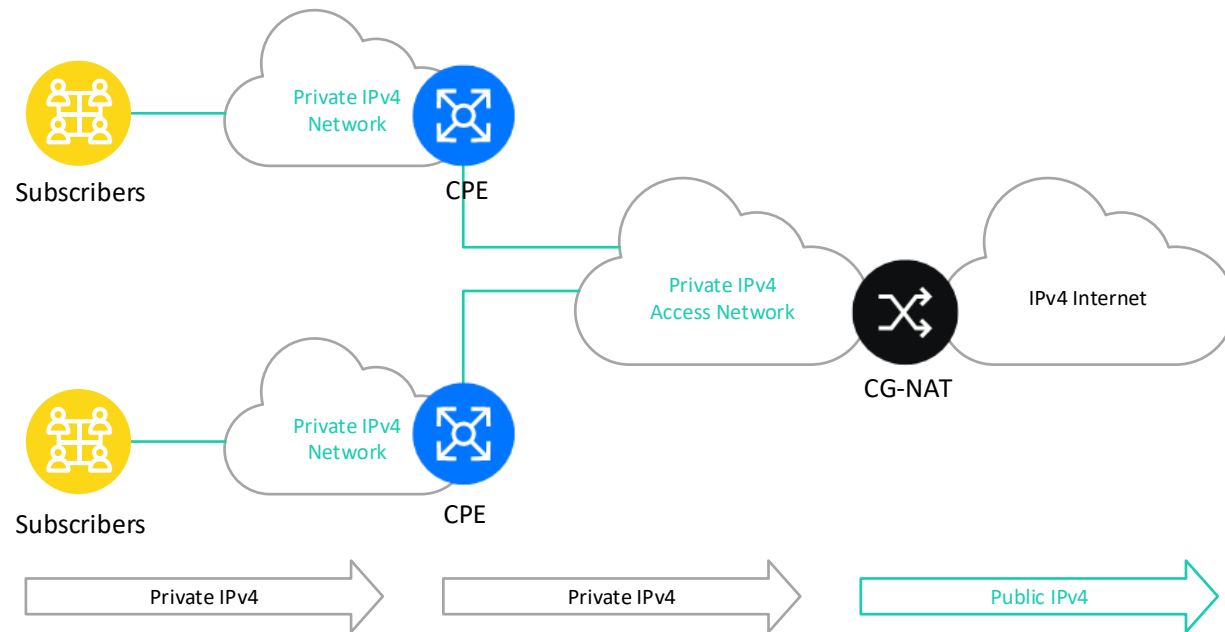 Private IPv4
Network
Subscribers
CPE
Private IPv4
Access Network
IPv4 Internet
CG-NAT
Private IPv4
Network
Subscribers
CPE
Private IPv4
Private IPv4
Public IPv4